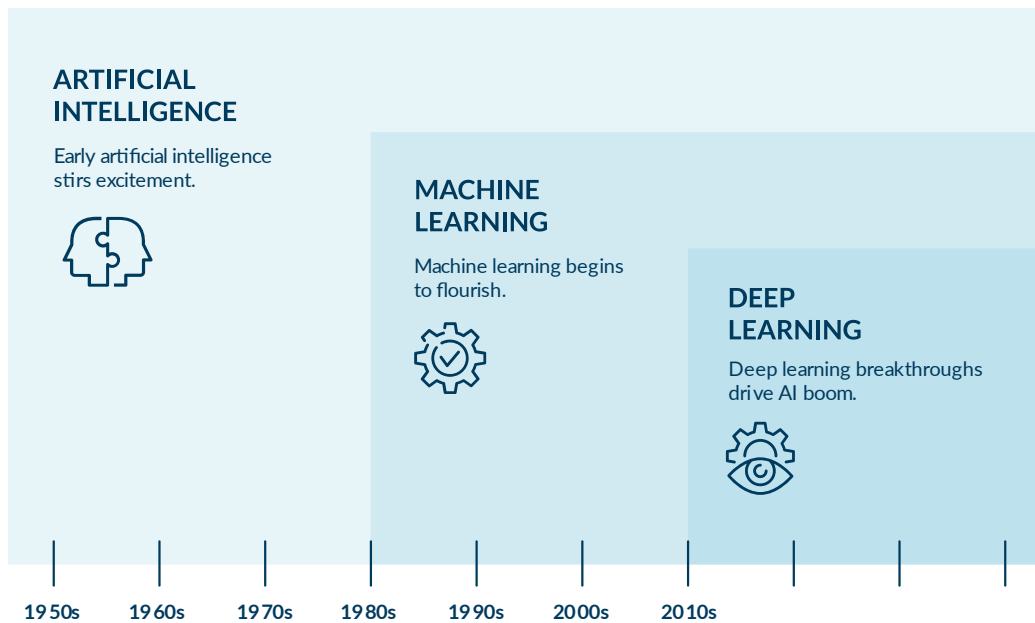 ARTIFICIAL
INTELLIGENCE
Early artificial intelligence
stirs excitement.
MACHINE
LEARNING
Machine learning begins
to flourish.
DEEP
LEARNING
Deep learning breakthroughs
drive AI boom.
1950s 1960s 1970s 1980s 1990s 2000s 2010s